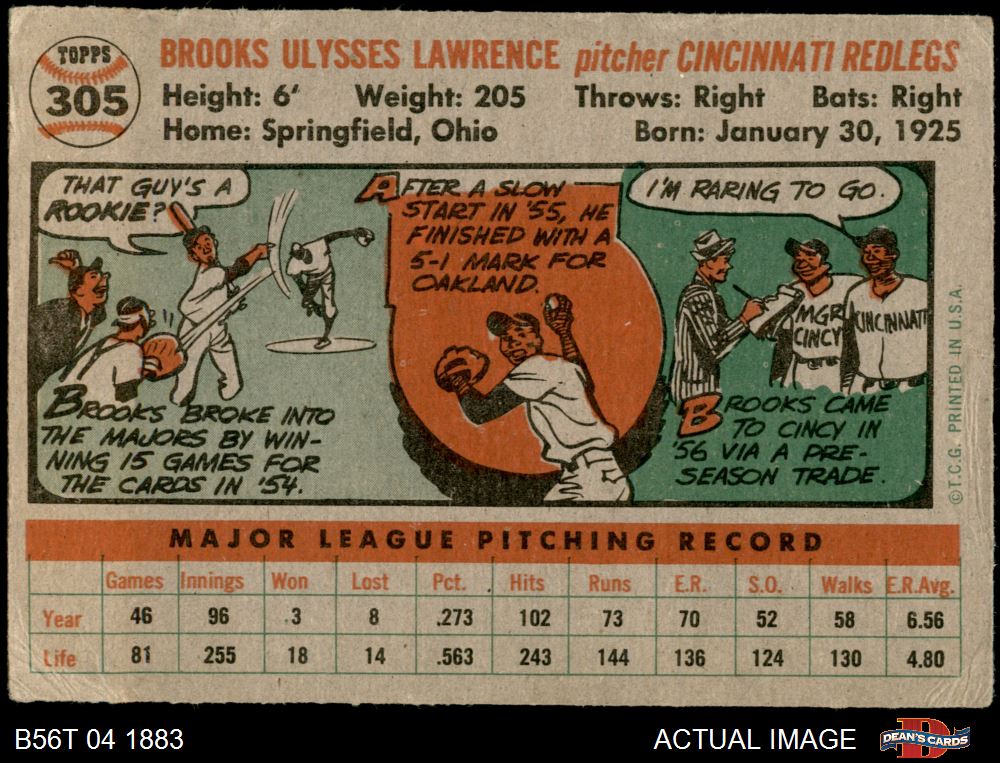 TOPPS
305
BROOKS ULYSSES LAWRENCE pitcher CINCINNATI REDLEGS
Height: 6' Weight: 205 Throws: Right Bats: Right
Home: Springfield, Ohio Born: January 30, 1925
THAT GUY'S A
ROOKIE?
BROOKS BROKE INTO
THE MAJORS BY WIN-
NING 15 GAMES FOR
THE CARDS IN '54.
AFTER A SLOW
START IN '55, HE
FINISHED WITH A
5-1 MARK FOR
OAKLAND.
I'M RARING TO GO.
MGR
CINCY
CINCINNATI
BROOKS CAME
TO CINCY IN
'56 VIA A PRE-
SEASON TRADE.
©T.C.G. PRINTED IN U.S.A.
MAJOR LEAGUE PITCHING RECORD
Games Innings Won Lost Pct. Hits Runs E.R. S.O. Walks E.R.Avg.
Year 46 96 3 8 .273 102 73 70 52 58 6.56
Life 81 255 18 14 .563 243 144 136 124 130 4.80
B56T 04 1883 ACTUAL IMAGE D DEAN'S CARDS